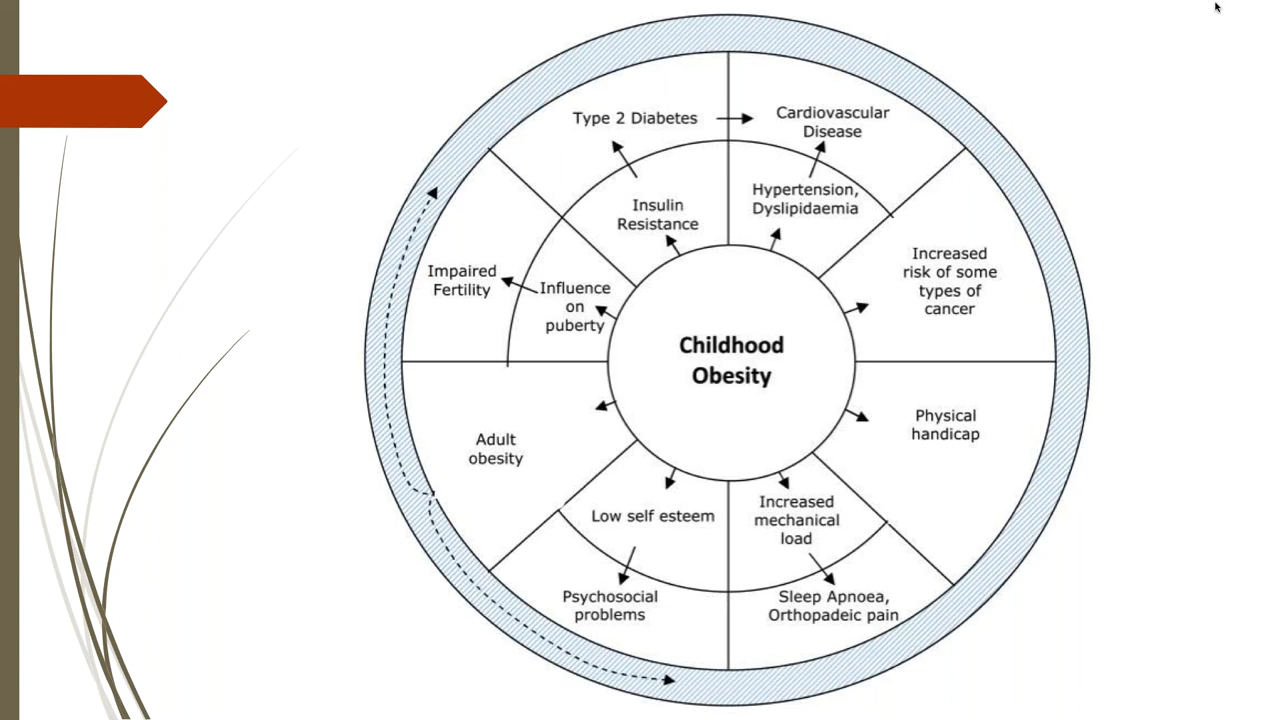 Type 2 Diabetes
Cardiovascular
Disease
Insulin
Resistance
Hypertension,
Dyslipidaemia
Impaired
Fertility
Influence
on
puberty
Increased
risk of some
types of
cancer
Childhood
Obesity
Adult
obesity
Physical
handicap
Low self esteem
Increased
mechanical
load
Psychosocial
problems
Sleep Apnoea,
Orthopadeic pain